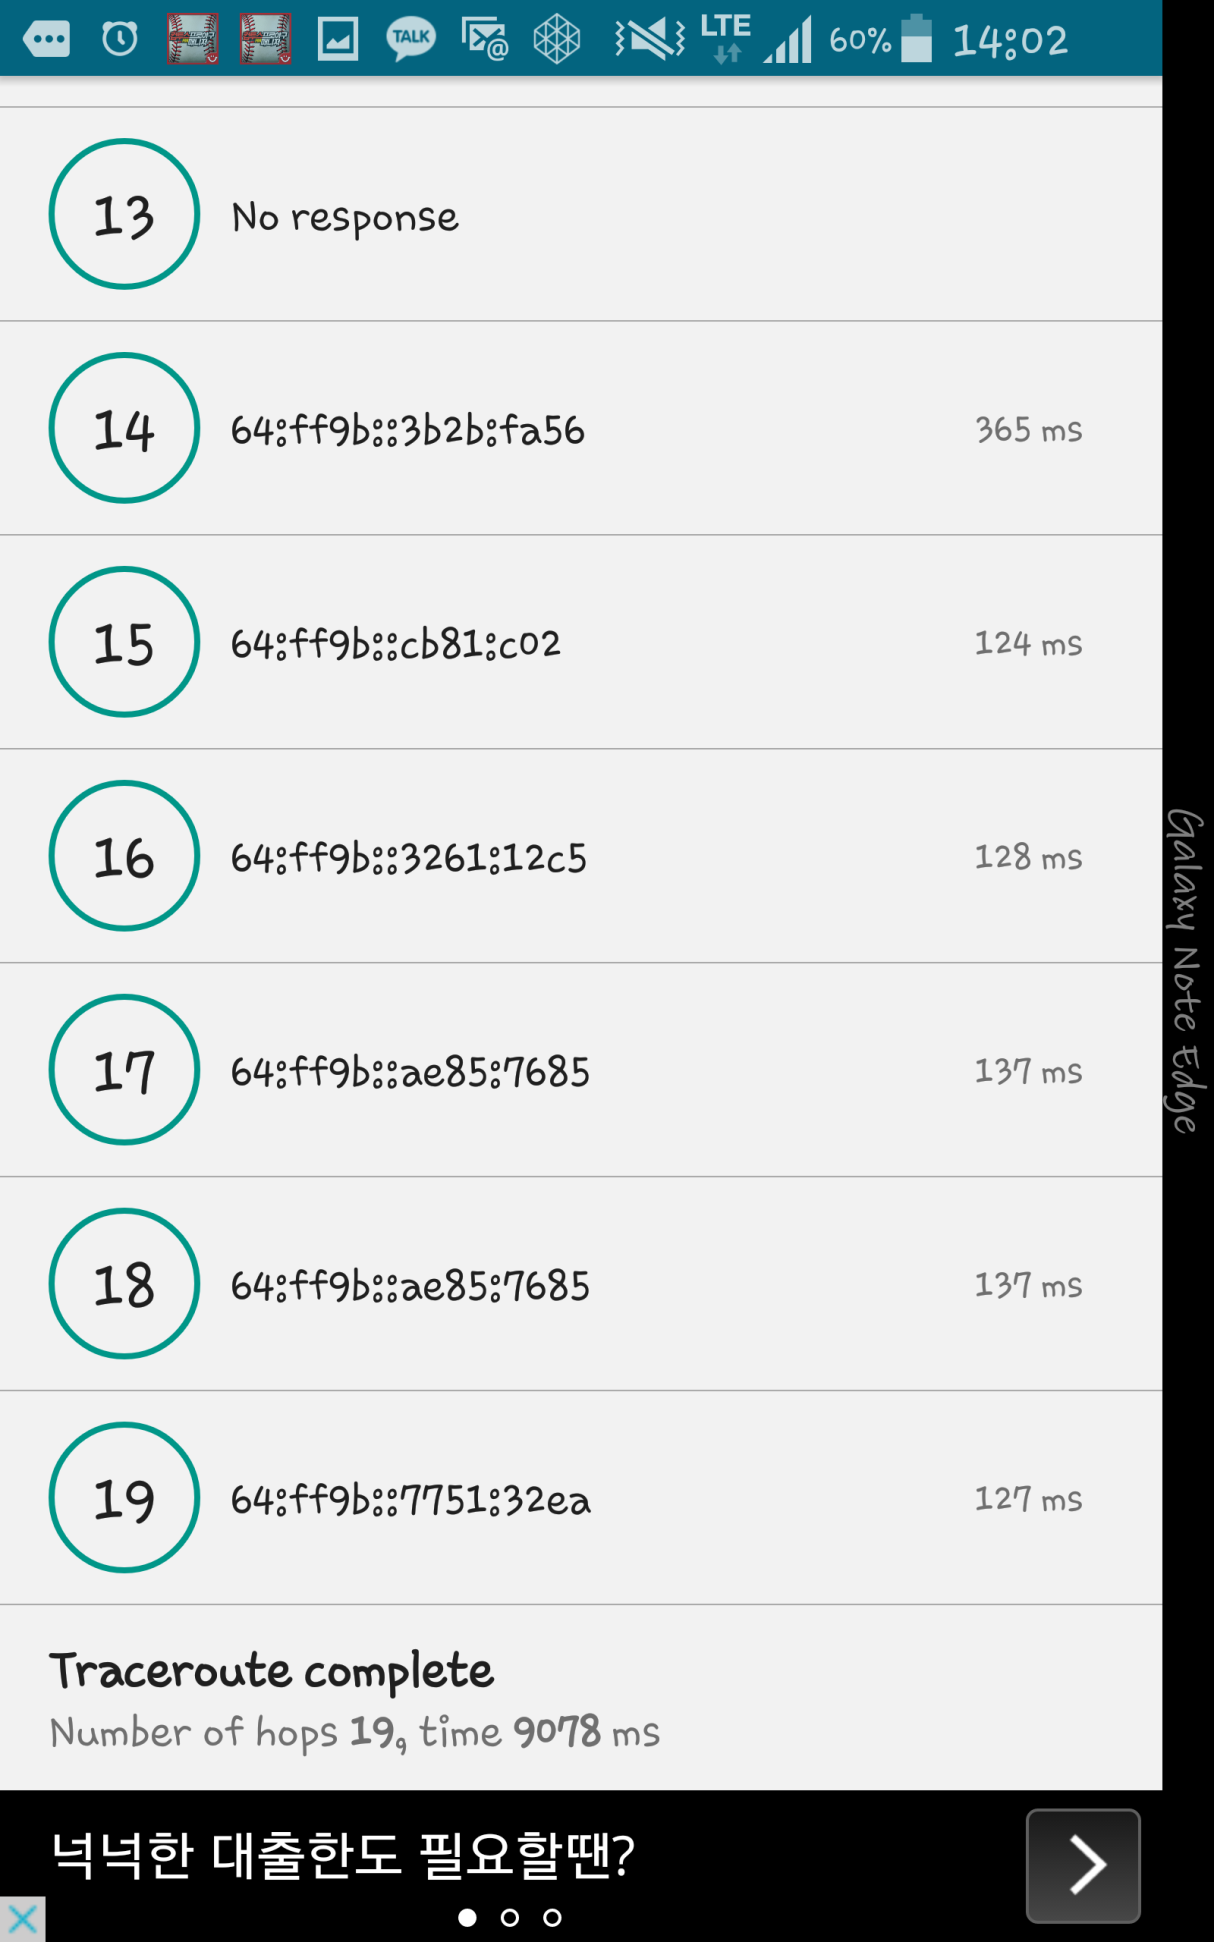 TALK LTE 60% 14:02
13 No response
14 64:ff9b::3b2b:fa56 365 ms
15 64:ff9b::cb81:c02 124 ms
16 64:ff9b::3261:12c5 128 ms
17 64:ff9b::ae85:7685 137 ms
18 64:ff9b::ae85:7685 137 ms
19 64:ff9b::7751:32ea 127 ms
Galaxy Note Edge
Traceroute complete
Number of hops 19, time 9078 ms
넉넉한 대출한도 필요할땐?